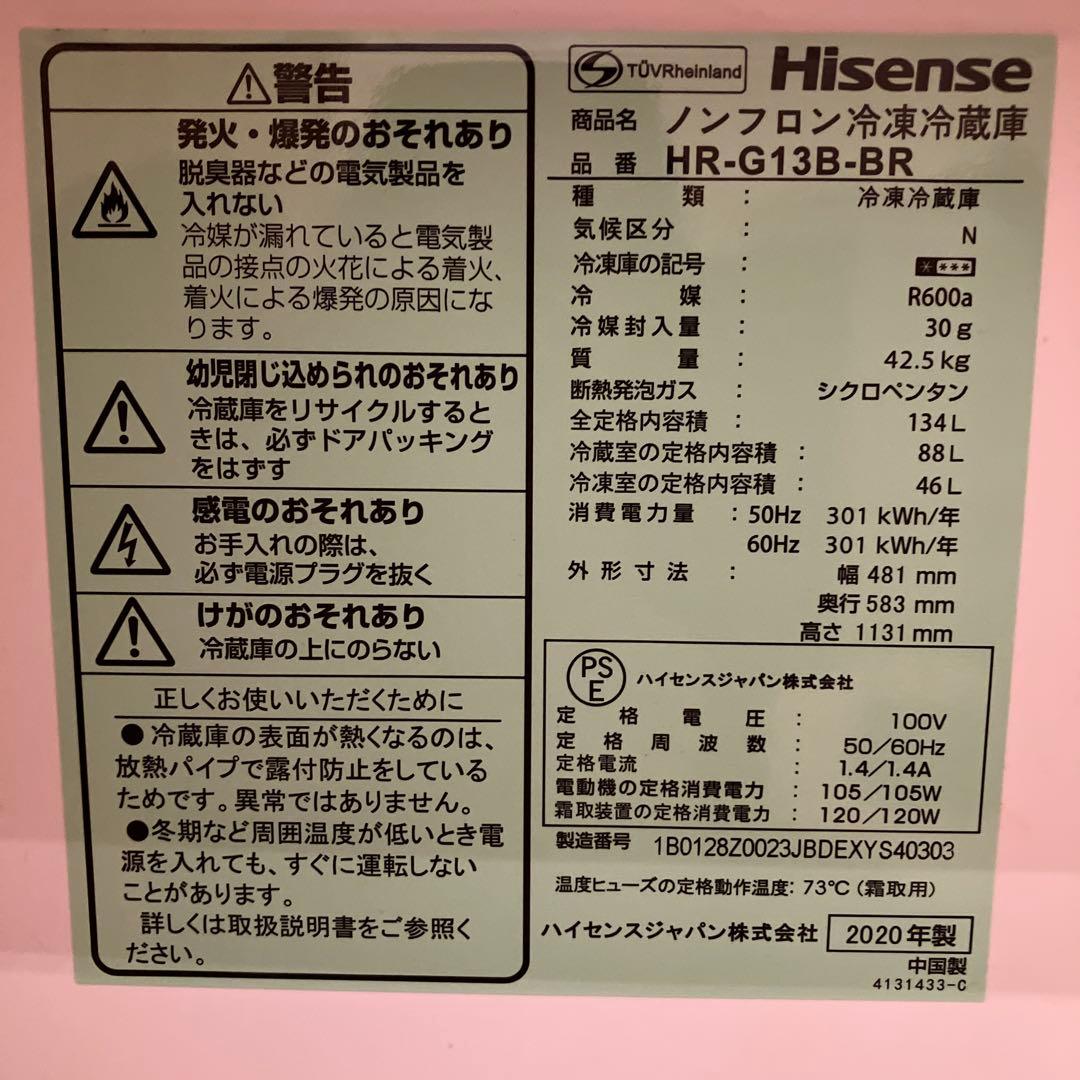 警告
発火・爆発のおそれあり
脱臭器などの電気製品を
入れない
冷媒が漏れていると電気製
品の接点の火花による着火、
着火による爆発の原因にな
ります。
幼児閉じ込められのおそれあり
冷蔵庫をリサイクルすると
きは、必ずドアパッキング
をはずす
感電のおそれあり
お手入れの際は、
必ず電源プラグを抜く
けがのおそれあり
冷蔵庫の上にのらない
正しくお使いいただくために
●冷蔵庫の表面が熱くなるのは、
放熱パイプで露付防止をしている
ためです。異常ではありません。
●冬期など周囲温度が低いとき電
源を入れても、すぐに運転しない
ことがあります。
詳しくは取扱説明書をご参照く
ださい。
TÜVRheinland Hisense
商品名 ノンフロン冷凍冷蔵庫
品番 HR-G13B-BR
種類 : 冷凍冷蔵庫
気候区分 : N
冷凍庫の記号 : * ***
冷媒 : R600a
冷媒封入量 : 30g
質量 : 42.5kg
断熱発泡ガス : シクロペンタン
全定格内容積 : 134L
冷蔵室の定格内容積 : 88L
冷凍室の定格内容積 : 46L
消費電力量 : 50Hz 301 kWh/年
60Hz 301 kWh/年
外形寸法 : 幅 481 mm
奥行 583 mm
高さ 1131 mm
PSE ハイセンスジャパン株式会社
定格電圧 : 100V
定格周波数 : 50/60Hz
定格電流 : 1.4/1.4A
電動機の定格消費電力 : 105/105W
霜取装置の定格消費電力 : 120/120W
製造番号 1B0128Z0023JBDEXYS40303
温度ヒューズの定格動作温度: 73℃(霜取用)
ハイセンスジャパン株式会社 2020年製
中国製
4131433-C